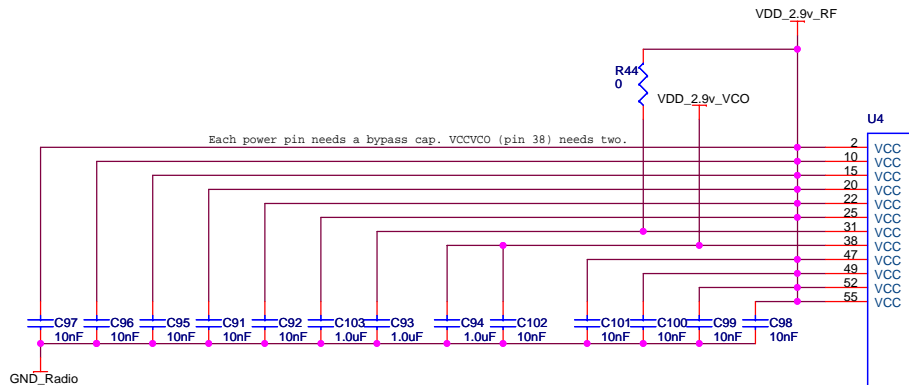 VDD_2.9v_RF
R44
0
VDD_2.9v_VCO
U4
Each power pin needs a bypass cap. VCCVCO (pin 38) needs two.
2 VCC
10 VCC
15 VCC
20 VCC
22 VCC
25 VCC
31 VCC
38 VCC
47 VCC
49 VCC
52 VCC
55 VCC
C97 C96 C95 C91 C92 C103 C93 C94 C102 C101 C100 C99 C98
10nF 10nF 10nF 10nF 10nF 1.0uF 1.0uF 1.0uF 10nF 10nF 10nF 10nF 10nF
GND_Radio